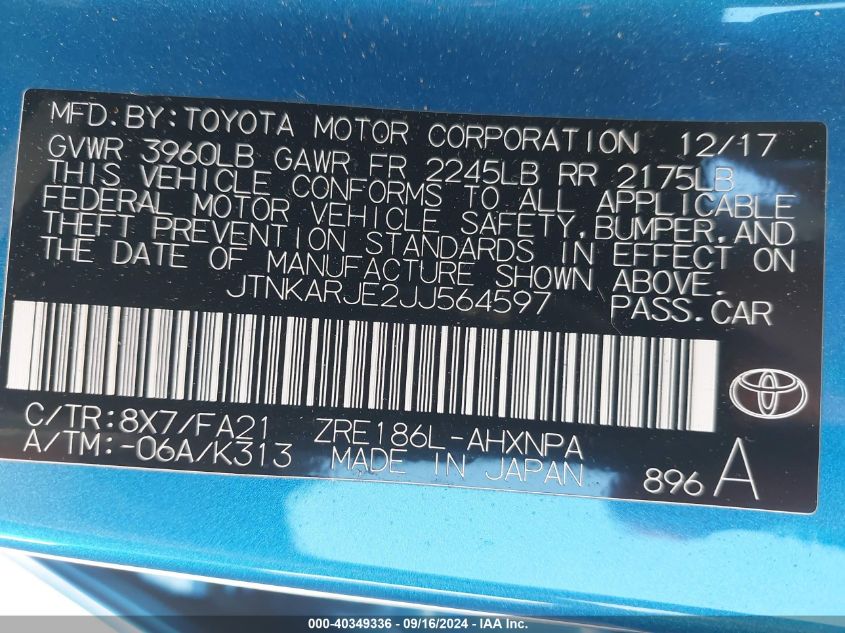 MFD. BY: TOYOTA MOTOR CORPORATION 12/17
GVWR 3960LB GAWR FR 2245LB RR 2175LB
THIS VEHICLE CONFORMS TO ALL APPLICABLE
FEDERAL MOTOR VEHICLE SAFETY, BUMPER, AND
THEFT PREVENTION STANDARDS IN EFFECT ON
THE DATE OF MANUFACTURE SHOWN ABOVE.
JTNKARJE2JJ564597 PASS. CAR
C/TR: 8X7/FA21 ZRE186L-AHXNPA
A/TM: -06A/K313 MADE IN JAPAN
896 A
000-40349336 - 09/16/2024 - IAA Inc.